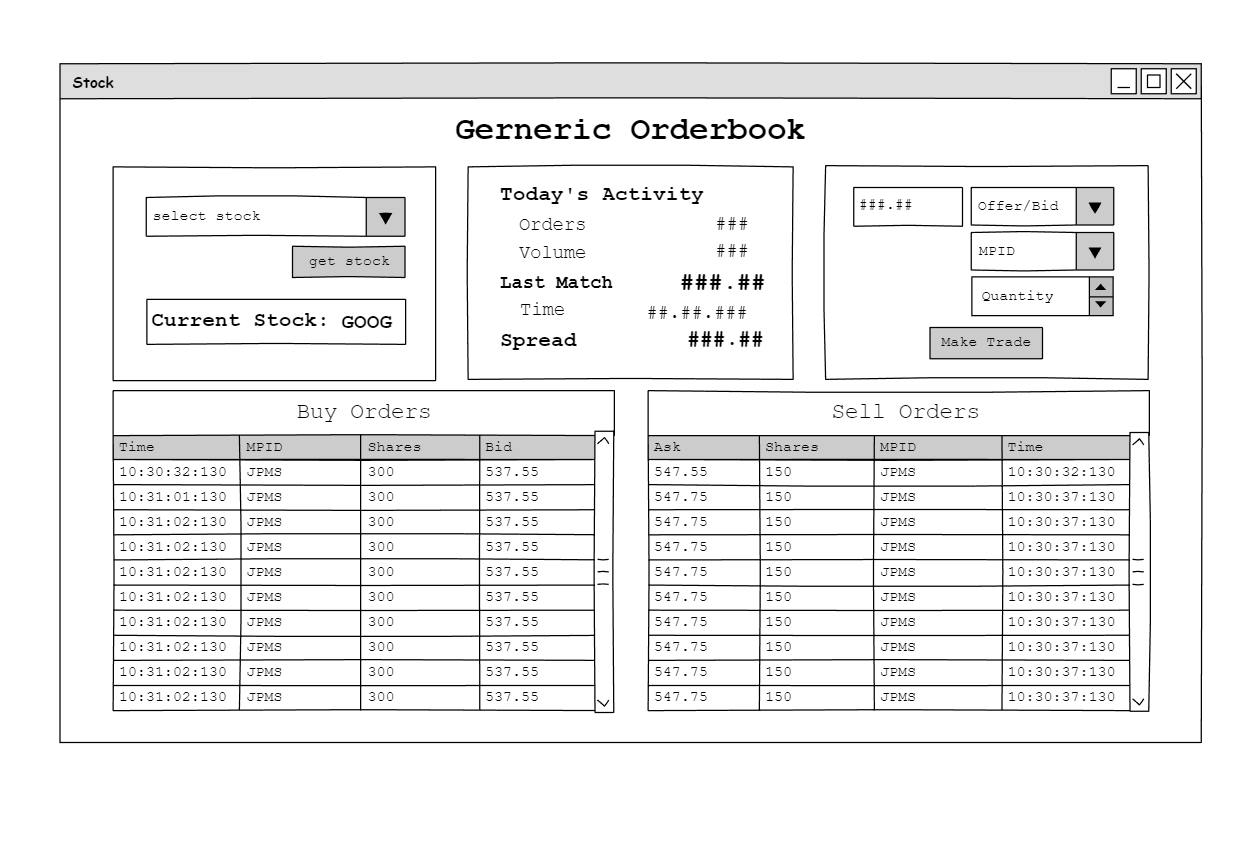 Stock
Gerneric Orderbook
select stock
get stock
Current Stock: GOOG
Today's Activity
Orders ###
Volume ###
Last Match ###.##
Time ##.##.###
Spread ###.##
###.## Offer/Bid
MPID
Quantity
Make Trade
Buy Orders
Time MPID Shares Bid
10:30:32:130 JPMS 300 537.55
10:31:01:130 JPMS 300 537.55
10:31:02:130 JPMS 300 537.55
10:31:02:130 JPMS 300 537.55
10:31:02:130 JPMS 300 537.55
10:31:02:130 JPMS 300 537.55
10:31:02:130 JPMS 300 537.55
10:31:02:130 JPMS 300 537.55
10:31:02:130 JPMS 300 537.55
10:31:02:130 JPMS 300 537.55
Sell Orders
Ask Shares MPID Time
547.55 150 JPMS 10:30:32:130
547.75 150 JPMS 10:30:37:130
547.75 150 JPMS 10:30:37:130
547.75 150 JPMS 10:30:37:130
547.75 150 JPMS 10:30:37:130
547.75 150 JPMS 10:30:37:130
547.75 150 JPMS 10:30:37:130
547.75 150 JPMS 10:30:37:130
547.75 150 JPMS 10:30:37:130
547.75 150 JPMS 10:30:37:130